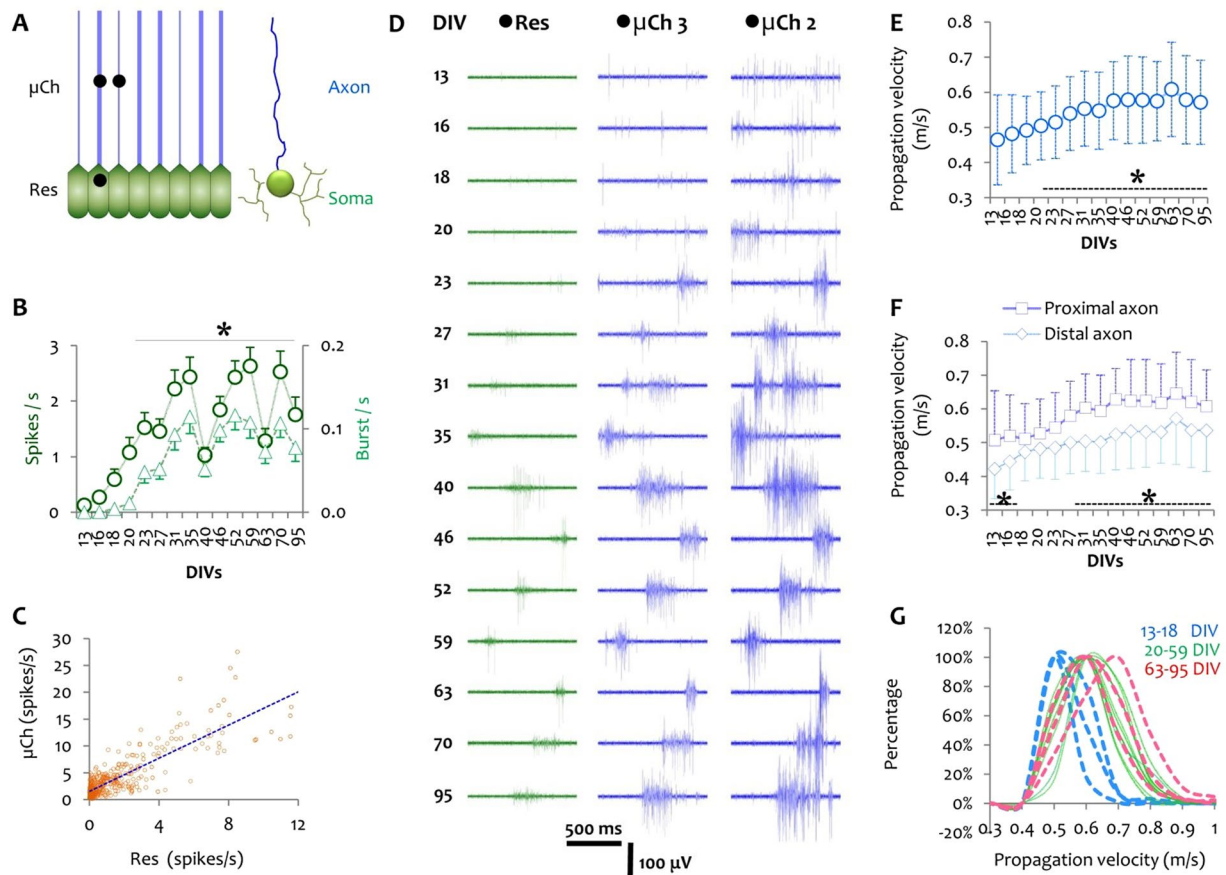 A
μCh
Res
Axon
Soma
B
*
Spikes / s
3
2
1
0
Burst / s
0.2
0.1
0.0
13 16 18 20 23 27 31 35 40 46 52 59 63 70 95
DIVs
C
μCh (spikes/s)
30
25
20
15
10
5
0
0 4 8 12
Res (spikes/s)
D
DIV Res μCh 3 μCh 2
13
16
18
20
23
27
31
35
40
46
52
59
63
70
95
500 ms
100 μV
E
Propagation velocity
(m/s)
0.8
0.7
0.6
0.5
0.4
0.3
*
13 16 18 20 23 27 31 35 40 46 52 59 63 70 95
DIVs
F
Proximal axon
Distal axon
Propagation velocity
(m/s)
0.8
0.7
0.6
0.5
0.4
0.3
* *
13 16 18 20 23 27 31 35 40 46 52 59 63 70 95
DIVs
G
13-18 DIV
20-59 DIV
63-95 DIV
Percentage
120%
100%
80%
60%
40%
20%
0%
-20%
0.3 0.4 0.5 0.6 0.7 0.8 0.9 1
Propagation velocity (m/s)